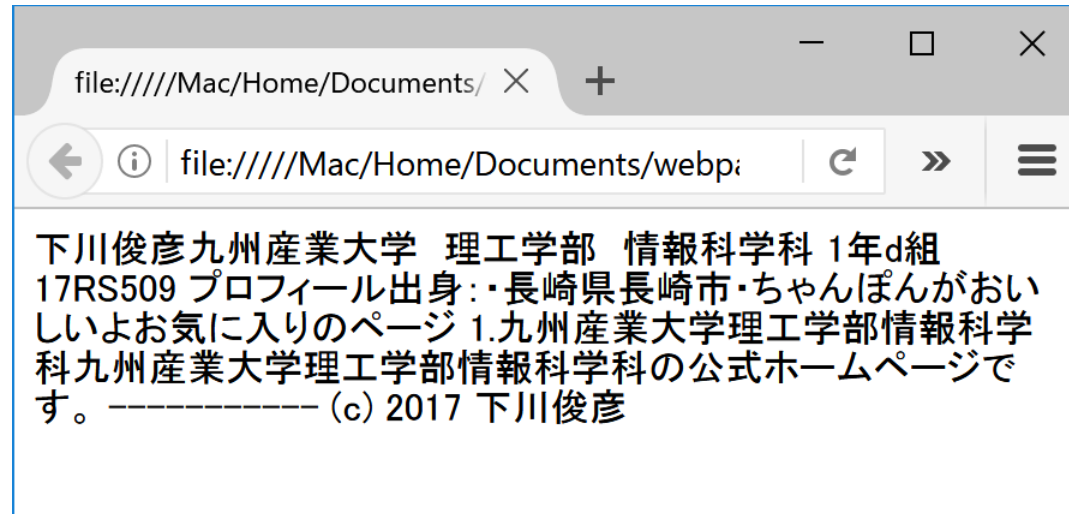 file://///Mac/Home/Documents/
file://///Mac/Home/Documents/webpa
下川俊彦九州産業大学　理工学部　情報科学科 1年d組
17RS509 プロフィール出身：・長崎県長崎市・ちゃんぽんがおい
しいよお気に入りのページ 1.九州産業大学理工学部情報科学
科九州産業大学理工学部情報科学科の公式ホームページで
す。 ----------- (c) 2017 下川俊彦